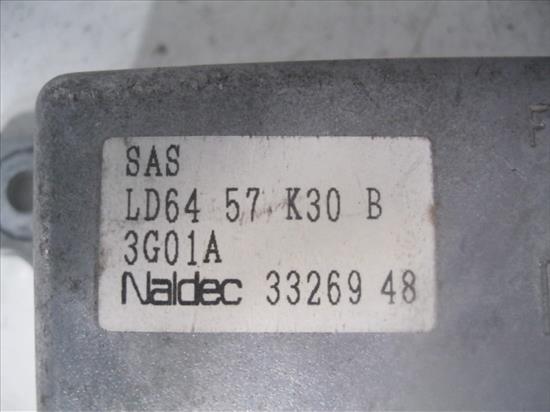 SAS
LD64 57 K30 B
3G01A
Naldec 33269 48